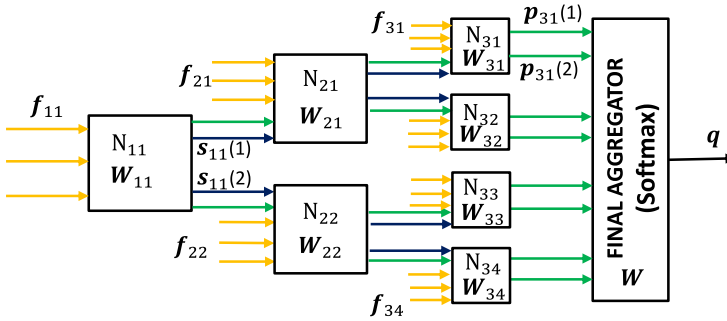 f₁₁
N₁₁
W₁₁
s₁₁(1)
s₁₁(2)
f₂₁
N₂₁
W₂₁
f₂₂
N₂₂
W₂₂
f₃₁
N₃₁
W₃₁
N₃₂
W₃₂
N₃₃
W₃₃
f₃₄
N₃₄
W₃₄
p₃₁(1)
p₃₁(2)
FINAL AGGREGATOR
(Softmax)
W
q